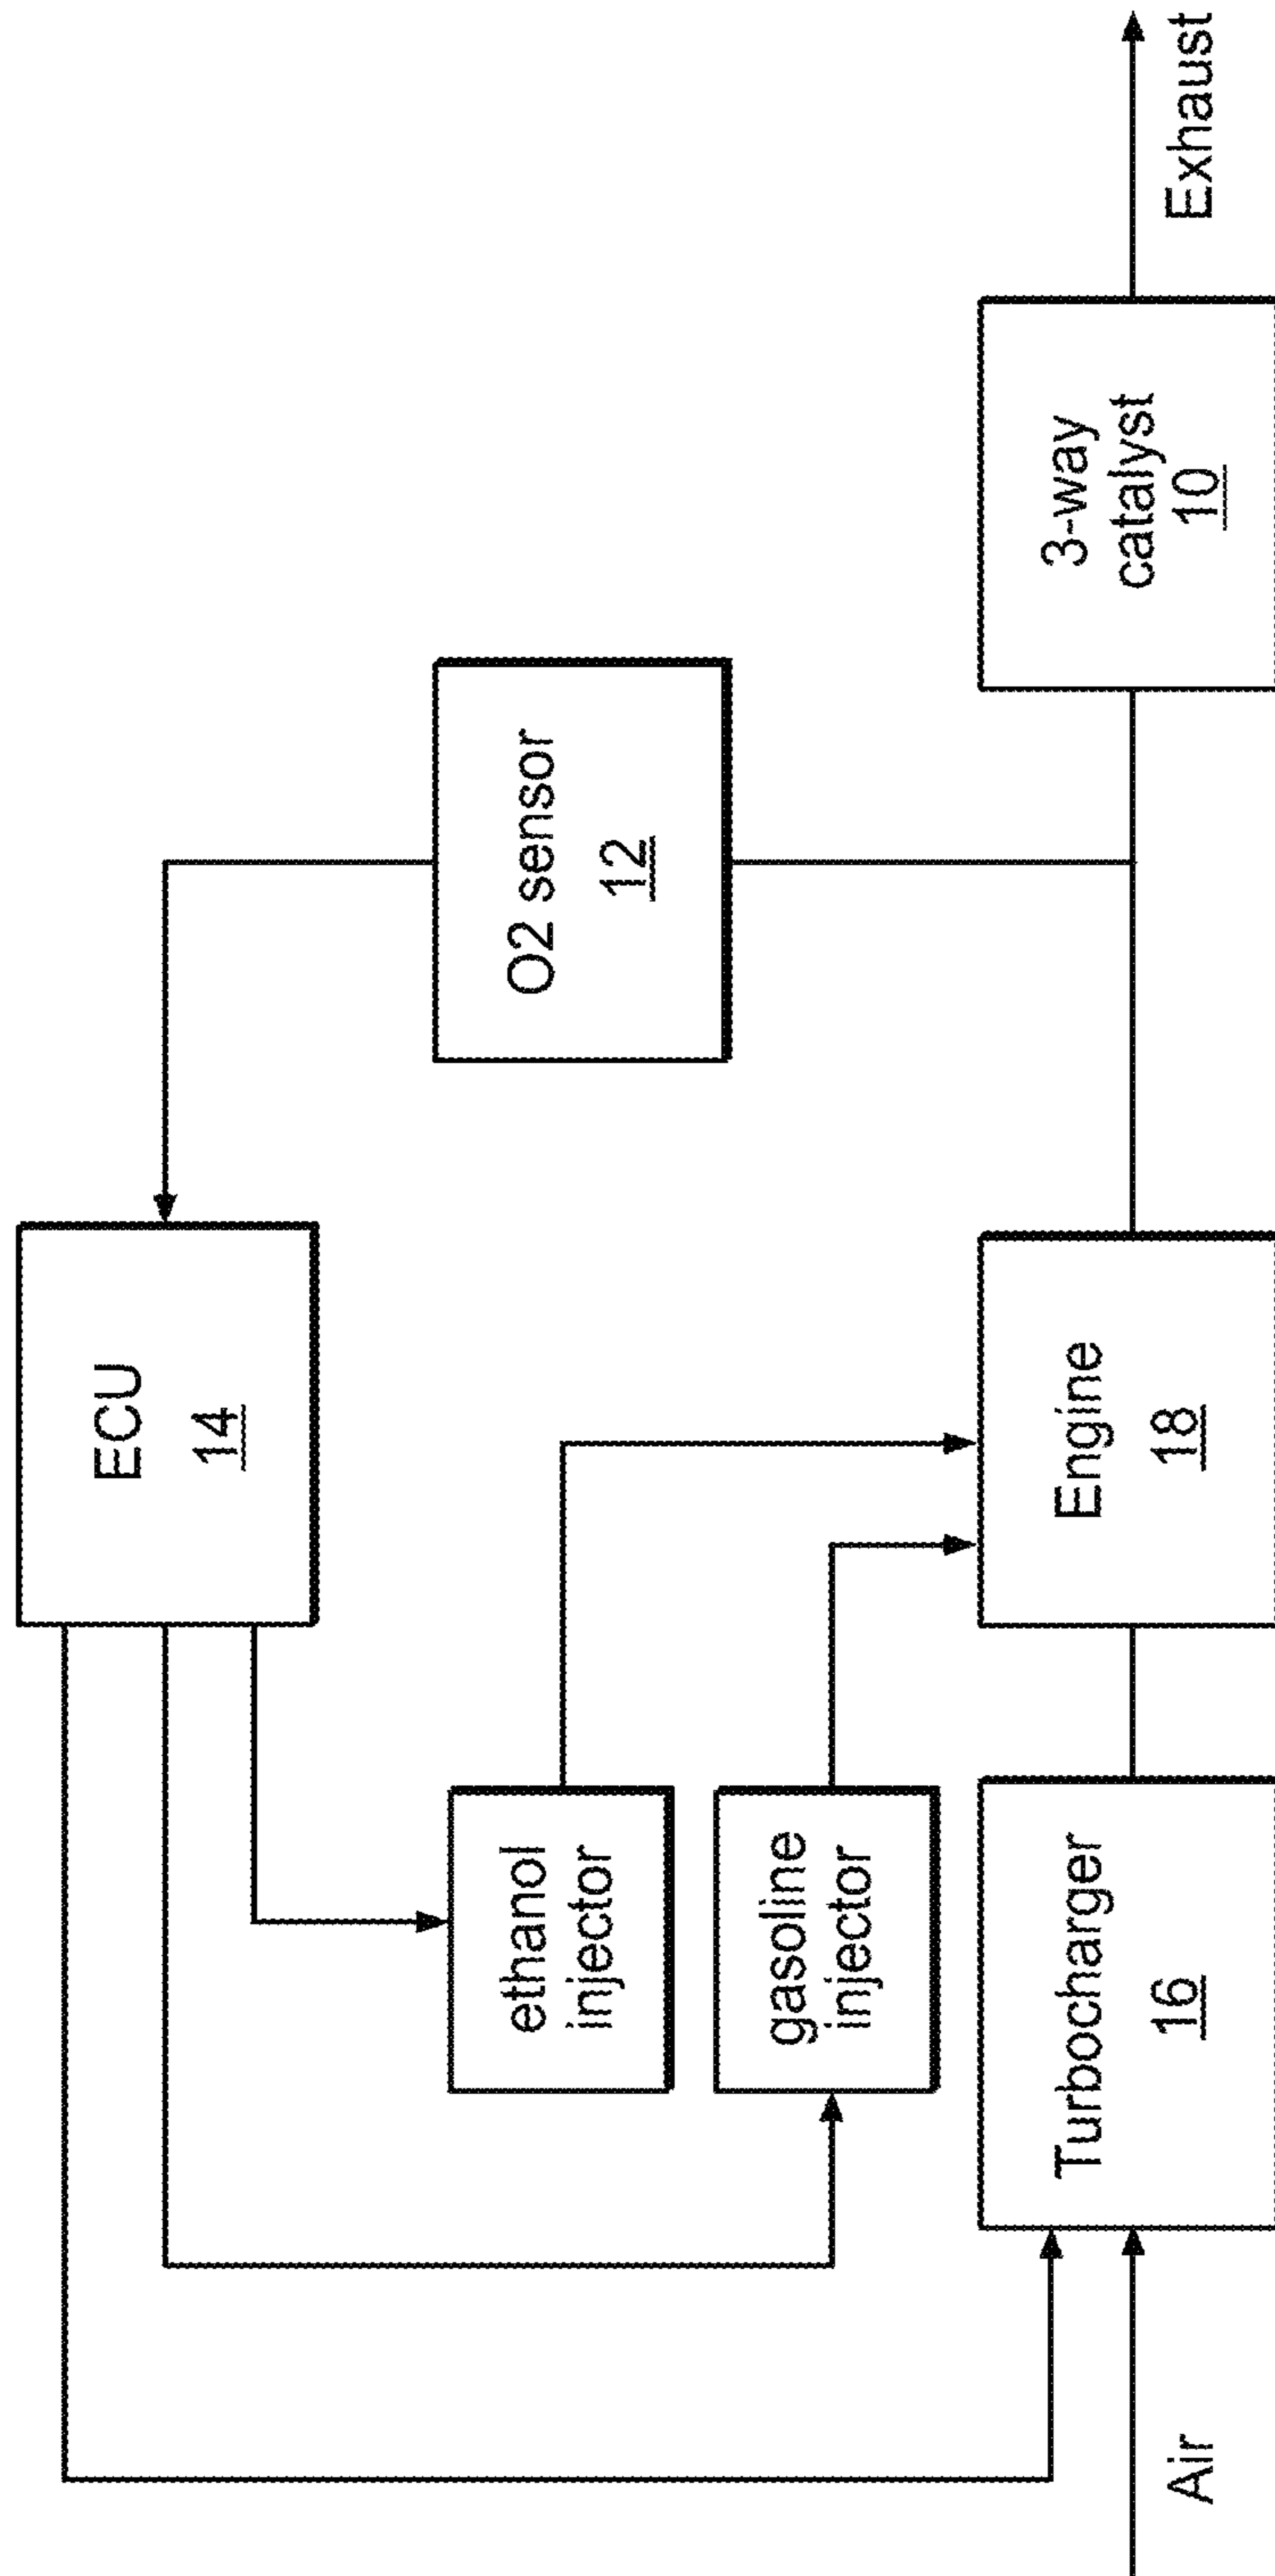 ECU
14
O2 sensor
12
ethanol
injector
gasoline
injector
Turbocharger
16
Engine
18
3-way
catalyst
10
Air
Exhaust